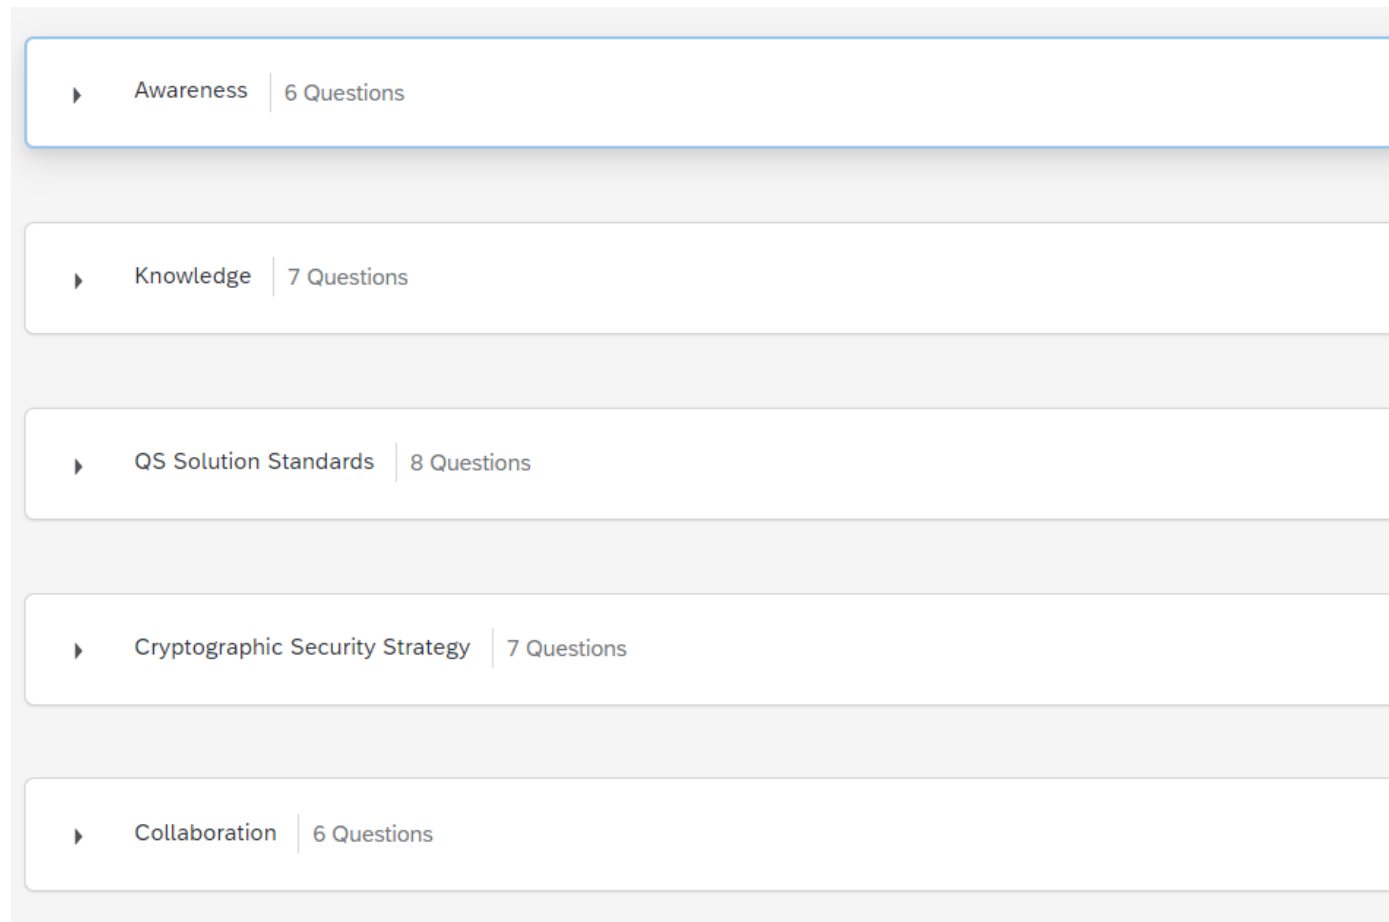 Awareness 6 Questions
Knowledge 7 Questions
QS Solution Standards 8 Questions
Cryptographic Security Strategy 7 Questions
Collaboration 6 Questions